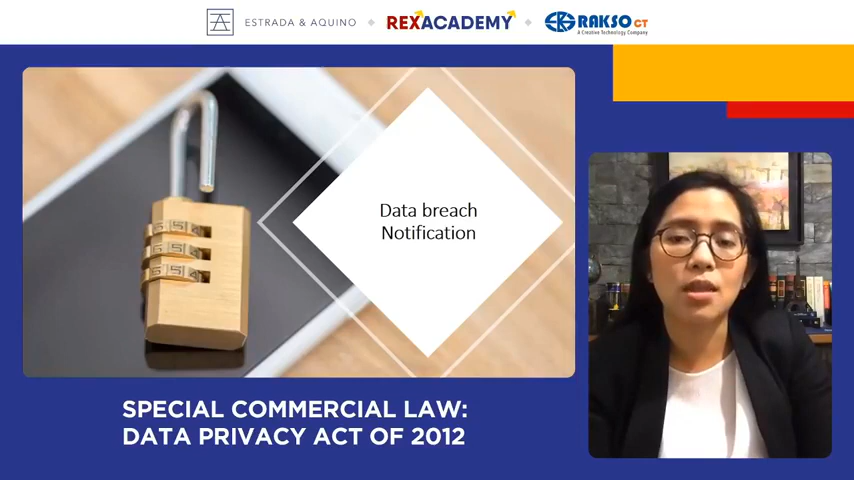 ESTRADA & AQUINO
REXACADEMY
RAKSO CT
A Creative Technology Company
Data breach
Notification
SPECIAL COMMERCIAL LAW:
DATA PRIVACY ACT OF 2012